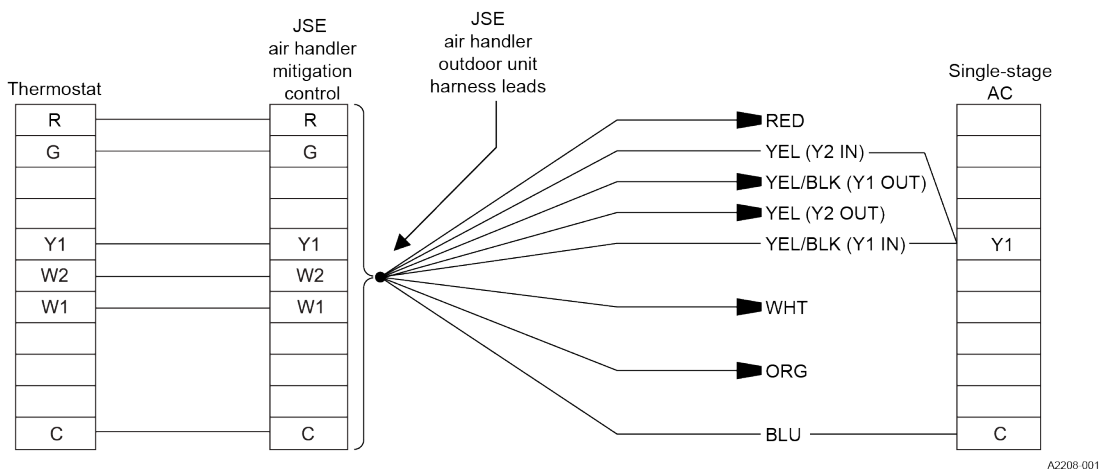 Thermostat
R
G
Y1
W2
W1
C
JSE
air handler
mitigation
control
R
G
Y1
W2
W1
C
JSE
air handler
outdoor unit
harness leads
RED
YEL (Y2 IN)
YEL/BLK (Y1 OUT)
YEL (Y2 OUT)
YEL/BLK (Y1 IN)
WHT
ORG
BLU
Single-stage
AC
Y1
C
A2208-001